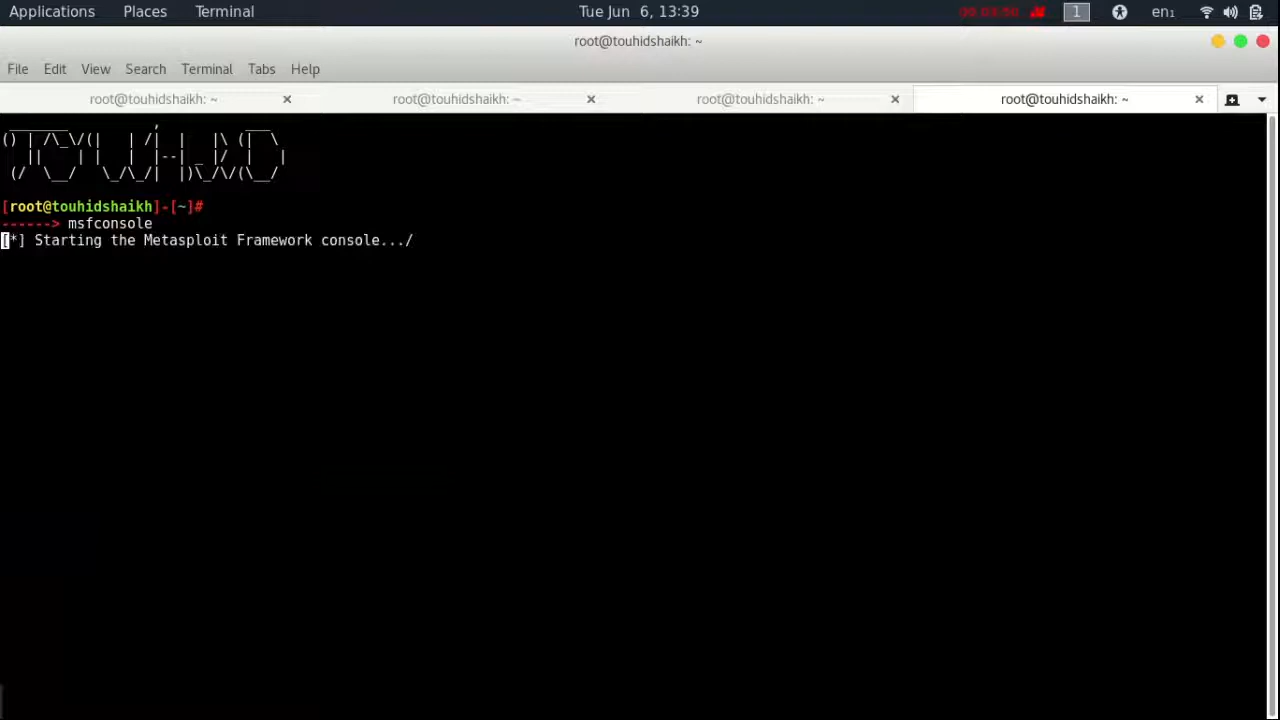 Applications Places Terminal Tue Jun 6, 13:39 1 en₁
root@touhidshaikh: ~
File Edit View Search Terminal Tabs Help
root@touhidshaikh: ~ root@touhidshaikh: ~ root@touhidshaikh: ~ root@touhidshaikh: ~
[root@touhidshaikh]-[~]#
------> msfconsole
[*] Starting the Metasploit Framework console.../